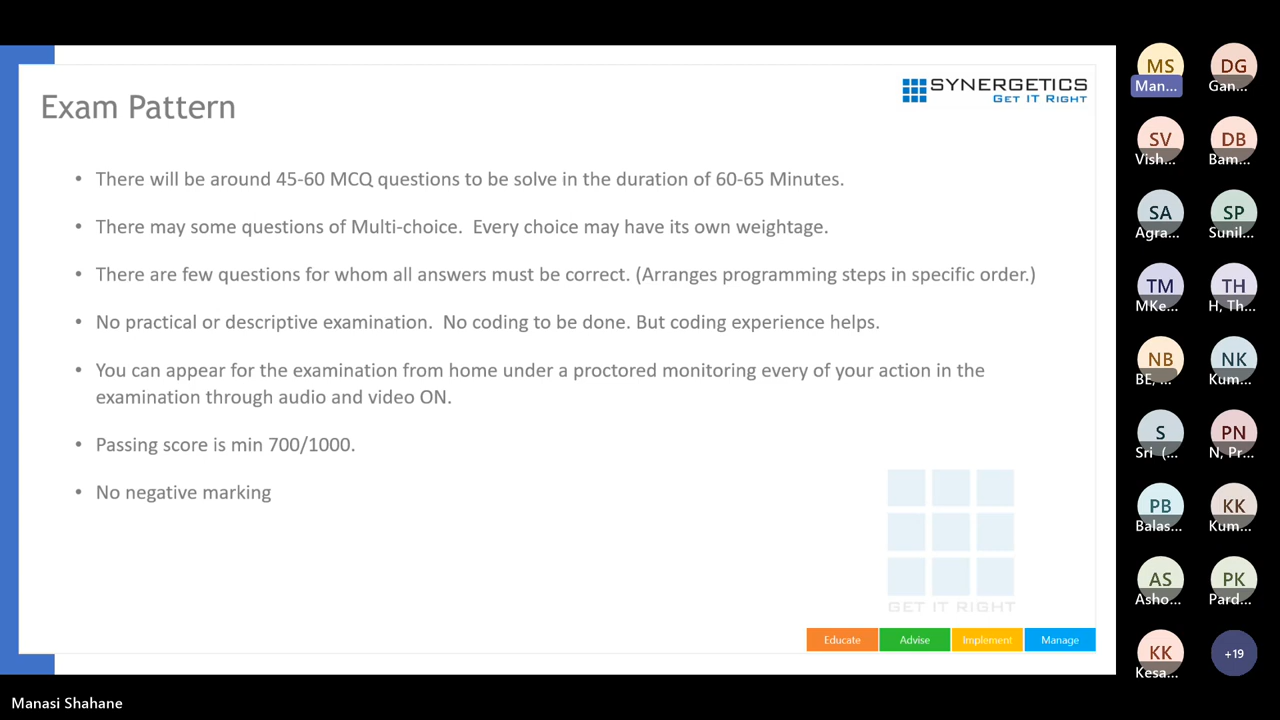 SYNERGETICS
GET IT RIGHT
Exam Pattern
• There will be around 45-60 MCQ questions to be solve in the duration of 60-65 Minutes.
• There may some questions of Multi-choice.  Every choice may have its own weightage.
• There are few questions for whom all answers must be correct. (Arranges programming steps in specific order.)
• No practical or descriptive examination.  No coding to be done. But coding experience helps.
• You can appear for the examination from home under a proctored monitoring every of your action in the
examination through audio and video ON.
• Passing score is min 700/1000.
• No negative marking
GET IT RIGHT
Educate Advise Implement Manage
MS DG
Man... Gan...
SV DB
Vish... Bam...
SA SP
Agra... Sunil...
TM TH
MKe... H, Th...
NB NK
BE, ... Kum...
S PN
Sri (... N, Pr...
PB KK
Balas... Kum...
AS PK
Asho... Pard...
KK +19
Kesa...
Manasi Shahane